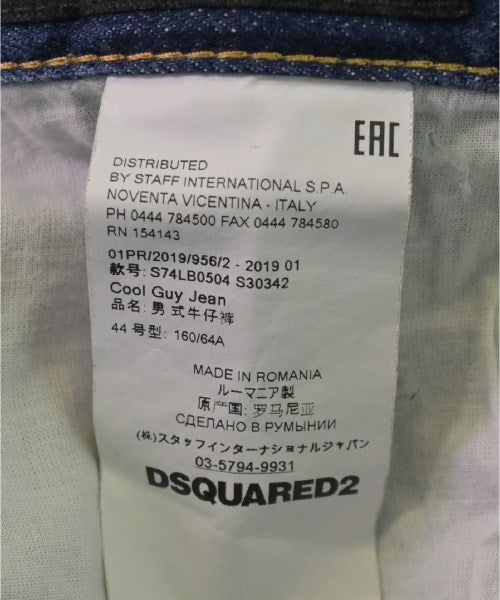 EAC
DISTRIBUTED
BY STAFF INTERNATIONAL S.P.A.
NOVENTA VICENTINA - ITALY
PH 0444 784500 FAX 0444 784580
RN 154143
01PR/2019/956/2 - 2019 01
款号: S74LB0504 S30342
Cool Guy Jean
品名: 男式牛仔裤
44 号型: 160/64A
MADE IN ROMANIA
ルーマニア製
原产国: 罗马尼亚
СДЕЛАНО В РУМЫНИИ
(株)スタッフインターナショナルジャパン
03-5794-9931
DSQUARED2